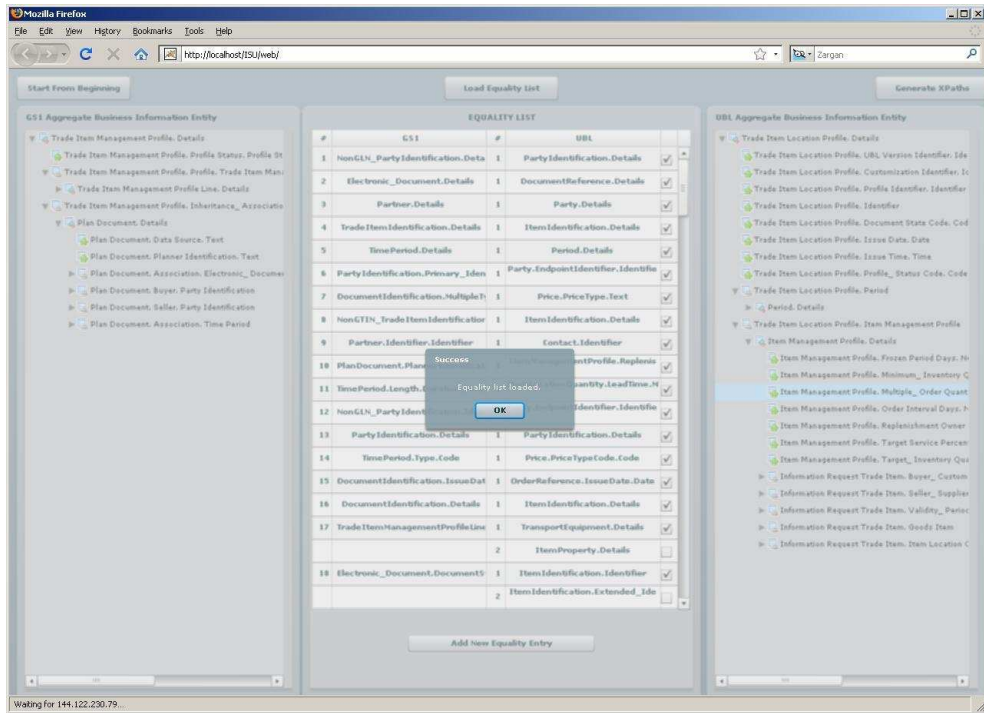 Mozilla Firefox
File Edit View History Bookmarks Tools Help
http://localhost/ISU/web/
Zargan
Start From Beginning
Load Equality List
Generate XPaths
GS1 Aggregate Business Information Entity
Trade Item Management Profile. Details
Trade Item Management Profile. Profile Status. Profile St
Trade Item Management Profile. Profile. Trade Item Mana
Trade Item Management Profile Line. Details
Trade Item Management Profile. Inheritance_ Associatio
Plan Document. Details
Plan Document. Data Source. Text
Plan Document. Planner Identification. Text
Plan Document. Association. Electronic_ Documen
Plan Document. Buyer. Party Identification
Plan Document. Seller. Party Identification
Plan Document. Association. Time Period
EQUALITY LIST
# GS1 # UBL
1 NonGLN_PartyIdentification.Deta 1 PartyIdentification.Details
2 Electronic_Document.Details 1 DocumentReference.Details
3 Partner.Details 1 Party.Details
4 TradeItemIdentification.Details 1 ItemIdentification.Details
5 TimePeriod.Details 1 Period.Details
6 PartyIdentification.Primary_Iden 1 Party.EndpointIdentifier.Identifie
7 DocumentIdentification.MultipleTy 1 Price.PriceType.Text
8 NonGTIN_TradeItemIdentification 1 ItemIdentification.Details
9 Partner.Identifier.Identifier 1 Contact.Identifier
10 PlanDocument.Plann entProfile.Replenis
11 TimePeriod.Length. Quantity.LeadTime.M
12 NonGLN_PartyIdent Identifier.Identifie
13 PartyIdentification.Details 1 PartyIdentification.Details
14 TimePeriod.Type.Code 1 Price.PriceTypeCode.Code
15 DocumentIdentification.IssueDat 1 OrderReference.IssueDate.Date
16 DocumentIdentification.Details 1 ItemIdentification.Details
17 TradeItemManagementProfileLine 1 TransportEquipment.Details
2 ItemProperty.Details
18 Electronic_Document.DocumentS 1 ItemIdentification.Identifier
2 ItemIdentification.Extended_Ide
Success
Equality list loaded.
OK
Add New Equality Entry
UBL Aggregate Business Information Entity
Trade Item Location Profile. Details
Trade Item Location Profile. UBL Version Identifier. Ide
Trade Item Location Profile. Customization Identifier. Id
Trade Item Location Profile. Profile Identifier. Identifier
Trade Item Location Profile. Identifier
Trade Item Location Profile. Document State Code. Cod
Trade Item Location Profile. Issue Date. Date
Trade Item Location Profile. Issue Time. Time
Trade Item Location Profile. Profile_ Status Code. Code
Trade Item Location Profile. Period
Period. Details
Trade Item Location Profile. Item Management Profile
Item Management Profile. Details
Item Management Profile. Frozen Period Days. N
Item Management Profile. Minimum_ Inventory Q
Item Management Profile. Multiple_ Order Quant
Item Management Profile. Order Interval Days. N
Item Management Profile. Replenishment Owner
Item Management Profile. Target Service Percen
Item Management Profile. Target_ Inventory Qua
Information Request Trade Item. Buyer_ Custom
Information Request Trade Item. Seller_ Supplier
Information Request Trade Item. Validity_ Period
Information Request Trade Item. Goods Item
Information Request Trade Item. Item Location
Waiting for 144.122.230.79...